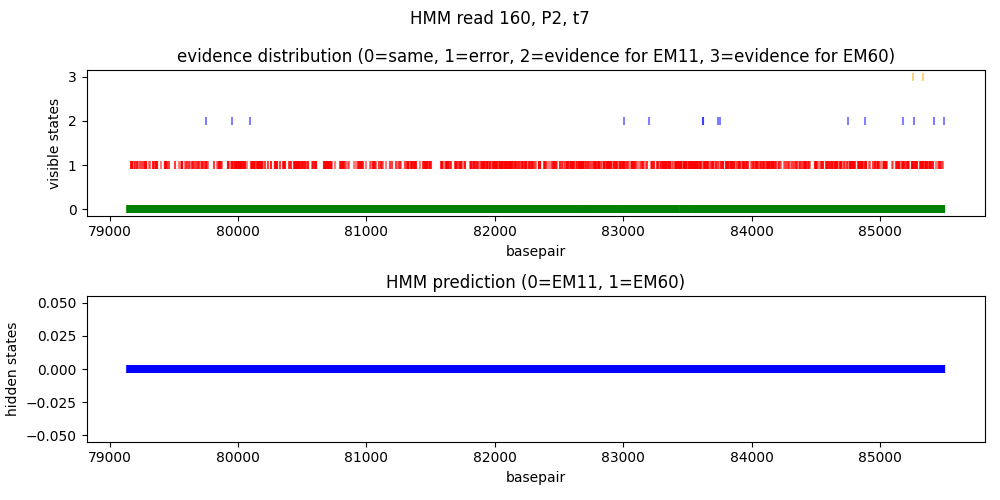 HMM read 160, P2, t7
evidence distribution (0=same, 1=error, 2=evidence for EM11, 3=evidence for EM60)
visible states
3
2
1
0
79000 80000 81000 82000 83000 84000 85000
basepair
HMM prediction (0=EM11, 1=EM60)
hidden states
0.050
0.025
0.000
−0.025
−0.050
79000 80000 81000 82000 83000 84000 85000
basepair